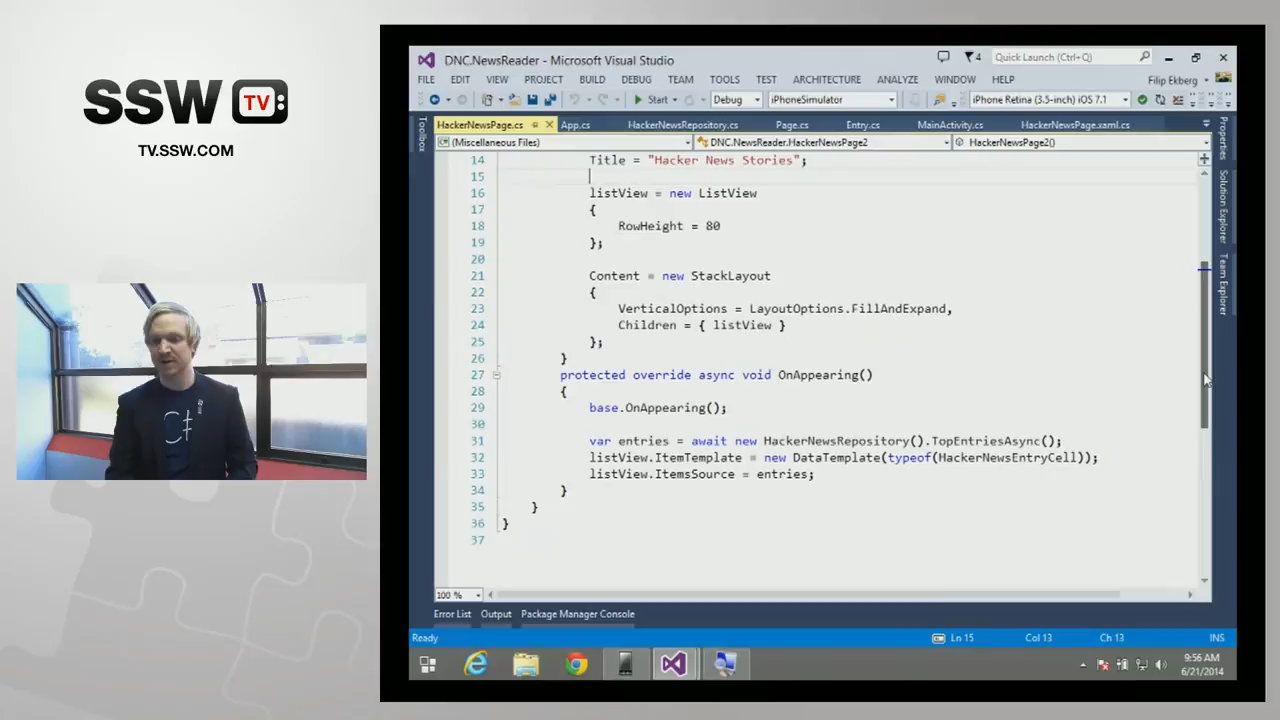 SSW TV:
TV.SSW.COM
DNC.NewsReader - Microsoft Visual Studio
4
Quick Launch (Ctrl+Q)
FILE EDIT VIEW PROJECT BUILD DEBUG TEAM TOOLS TEST ARCHITECTURE ANALYZE WINDOW HELP
Filip Ekberg
Start Debug iPhoneSimulator iPhone Retina (3.5-inch) iOS 7.1
HackerNewsPage.cs App.cs HackerNewsRepository.cs Page.cs Entry.cs MainActivity.cs HackerNewsPage.xaml.cs
(Miscellaneous Files) DNC.NewsReader.HackerNewsPage2 HackerNewsPage2()
Toolbox
Properties
Solution Explorer
Team Explorer
14 Title = "Hacker News Stories";
15
16 listView = new ListView
17 {
18 RowHeight = 80
19 };
20
21 Content = new StackLayout
22 {
23 VerticalOptions = LayoutOptions.FillAndExpand,
24 Children = { listView }
25 };
26 }
27 protected override async void OnAppearing()
28 {
29 base.OnAppearing();
30
31 var entries = await new HackerNewsRepository().TopEntriesAsync();
32 listView.ItemTemplate = new DataTemplate(typeof(HackerNewsEntryCell));
33 listView.ItemsSource = entries;
34 }
35 }
36 }
37
100 %
Error List Output Package Manager Console
Ready Ln 15 Col 13 Ch 13 INS
9:56 AM
6/21/2014
C#